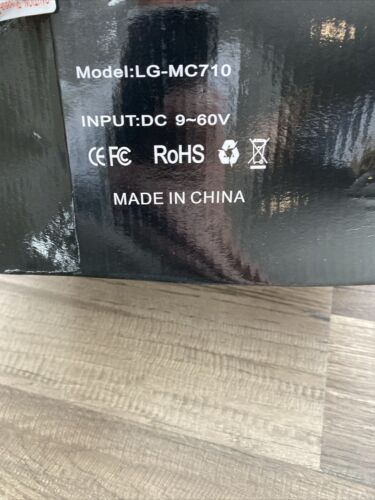 Model:LG-MC710
INPUT:DC 9~60V
CE FC RoHS
MADE IN CHINA